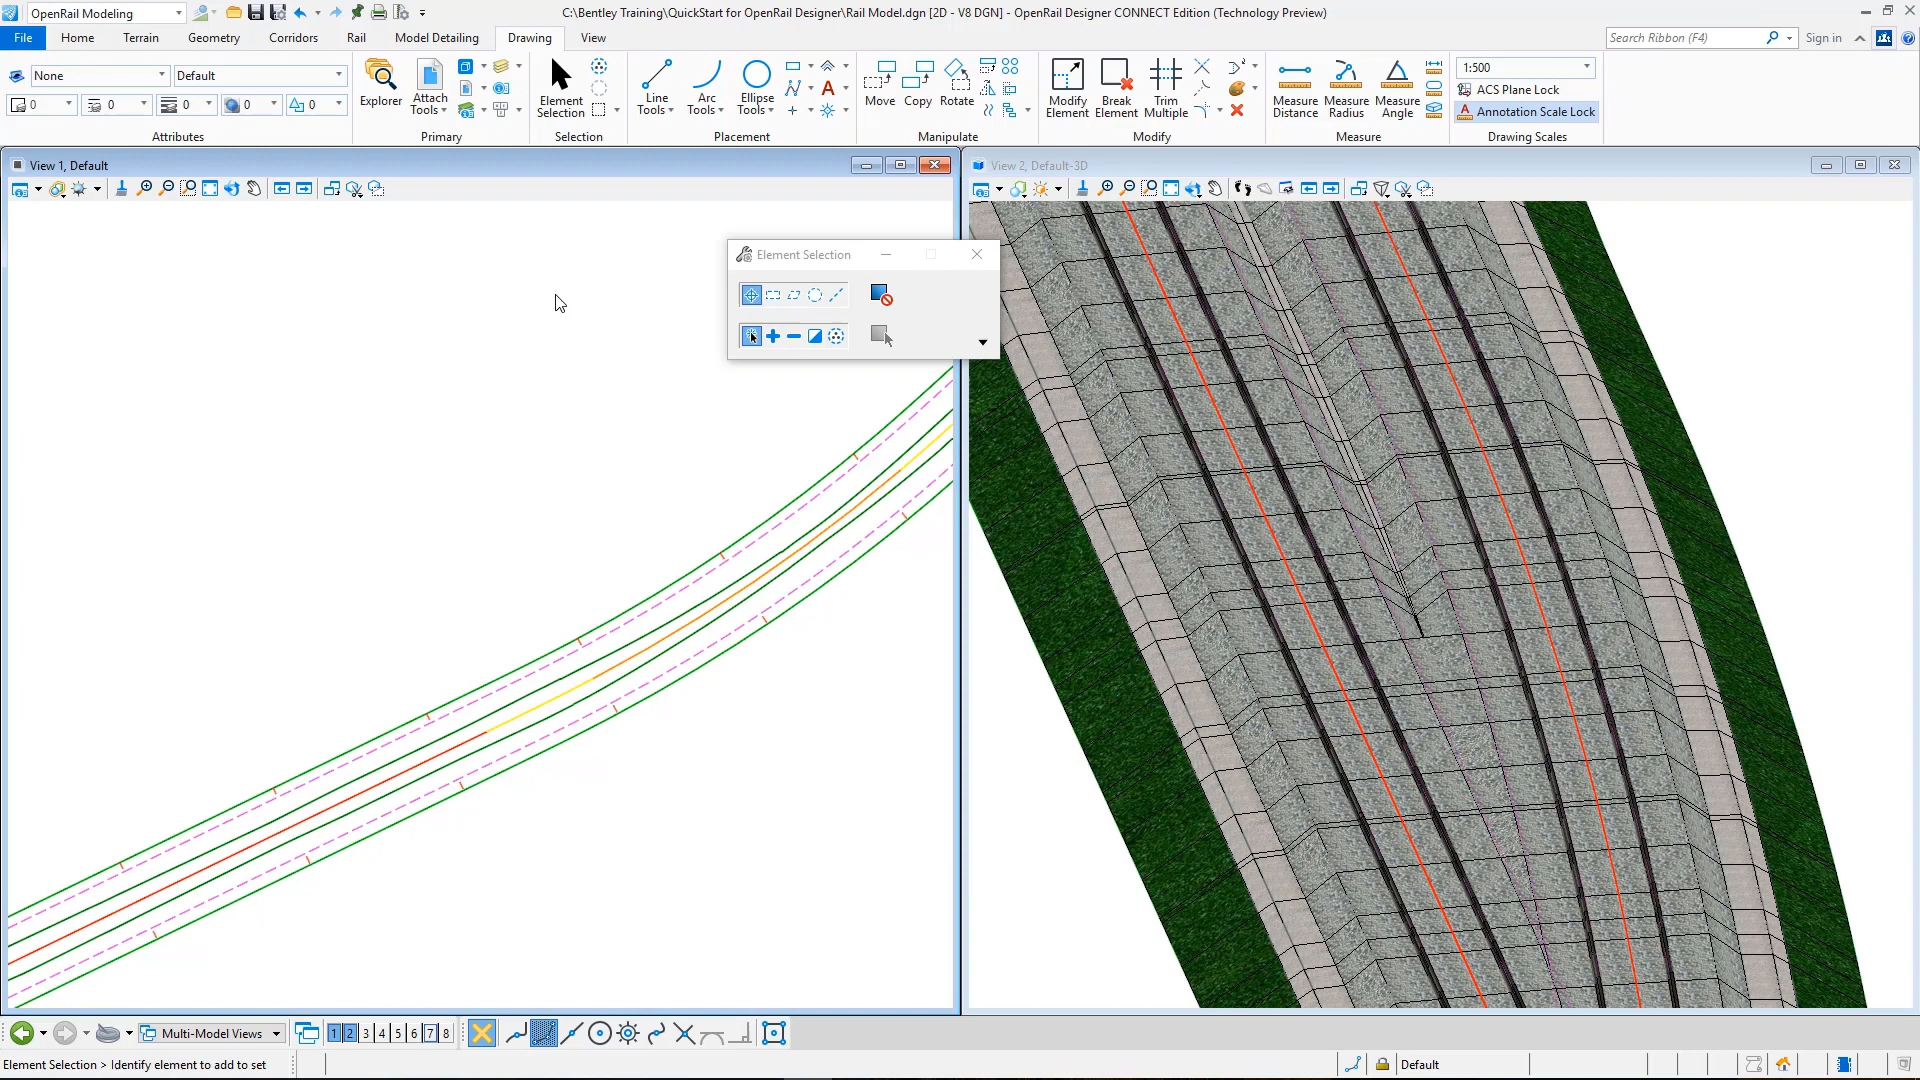 OpenRail Modeling
C:\Bentley Training\QuickStart for OpenRail Designer\Rail Model.dgn [2D - V8 DGN] - OpenRail Designer CONNECT Edition (Technology Preview)
File Home Terrain Geometry Corridors Rail Model Detailing Drawing View
Search Ribbon (F4) Sign in
None Default
0 0 0 0 0
Attributes
Explorer Attach Tools
Primary
Element Selection
Selection
Line Tools Arc Tools Ellipse Tools
Placement
Move Copy Rotate
Manipulate
Modify Element Break Element Trim Multiple
Modify
Measure Distance Measure Radius Measure Angle
Measure
1:500
ACS Plane Lock
Annotation Scale Lock
Drawing Scales
View 1, Default
View 2, Default-3D
Element Selection
Multi-Model Views 1 2 3 4 5 6 7 8
Element Selection > Identify element to add to set
Default